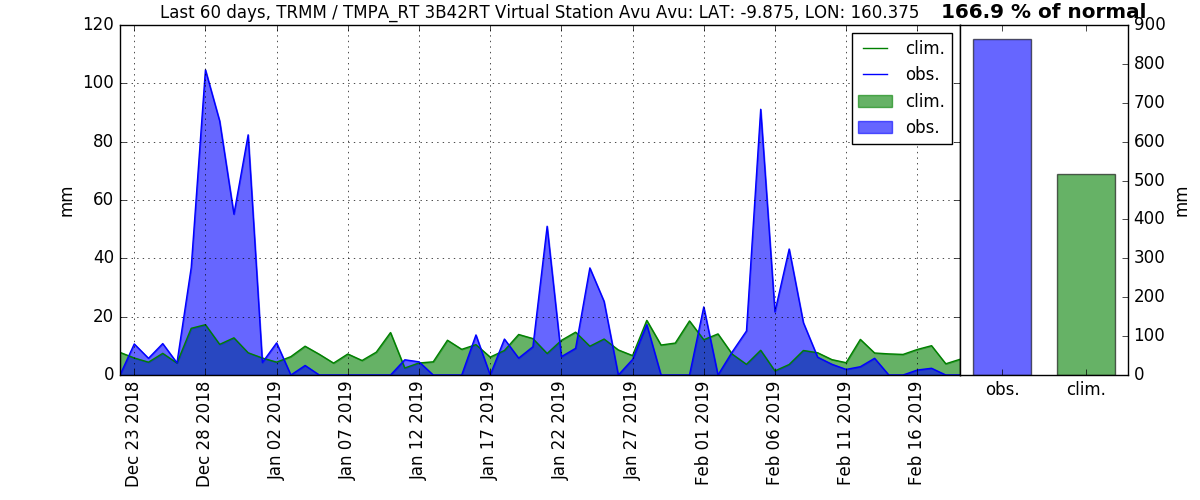 Last 60 days, TRMM / TMPA_RT 3B42RT Virtual Station Avu Avu: LAT: -9.875, LON: 160.375
166.9 % of normal
120
100
80
60
40
20
0
mm
clim.
obs.
clim.
obs.
900
800
700
600
500
400
300
200
100
0
mm
Dec 23 2018
Dec 28 2018
Jan 02 2019
Jan 07 2019
Jan 12 2019
Jan 17 2019
Jan 22 2019
Jan 27 2019
Feb 01 2019
Feb 06 2019
Feb 11 2019
Feb 16 2019
obs.
clim.